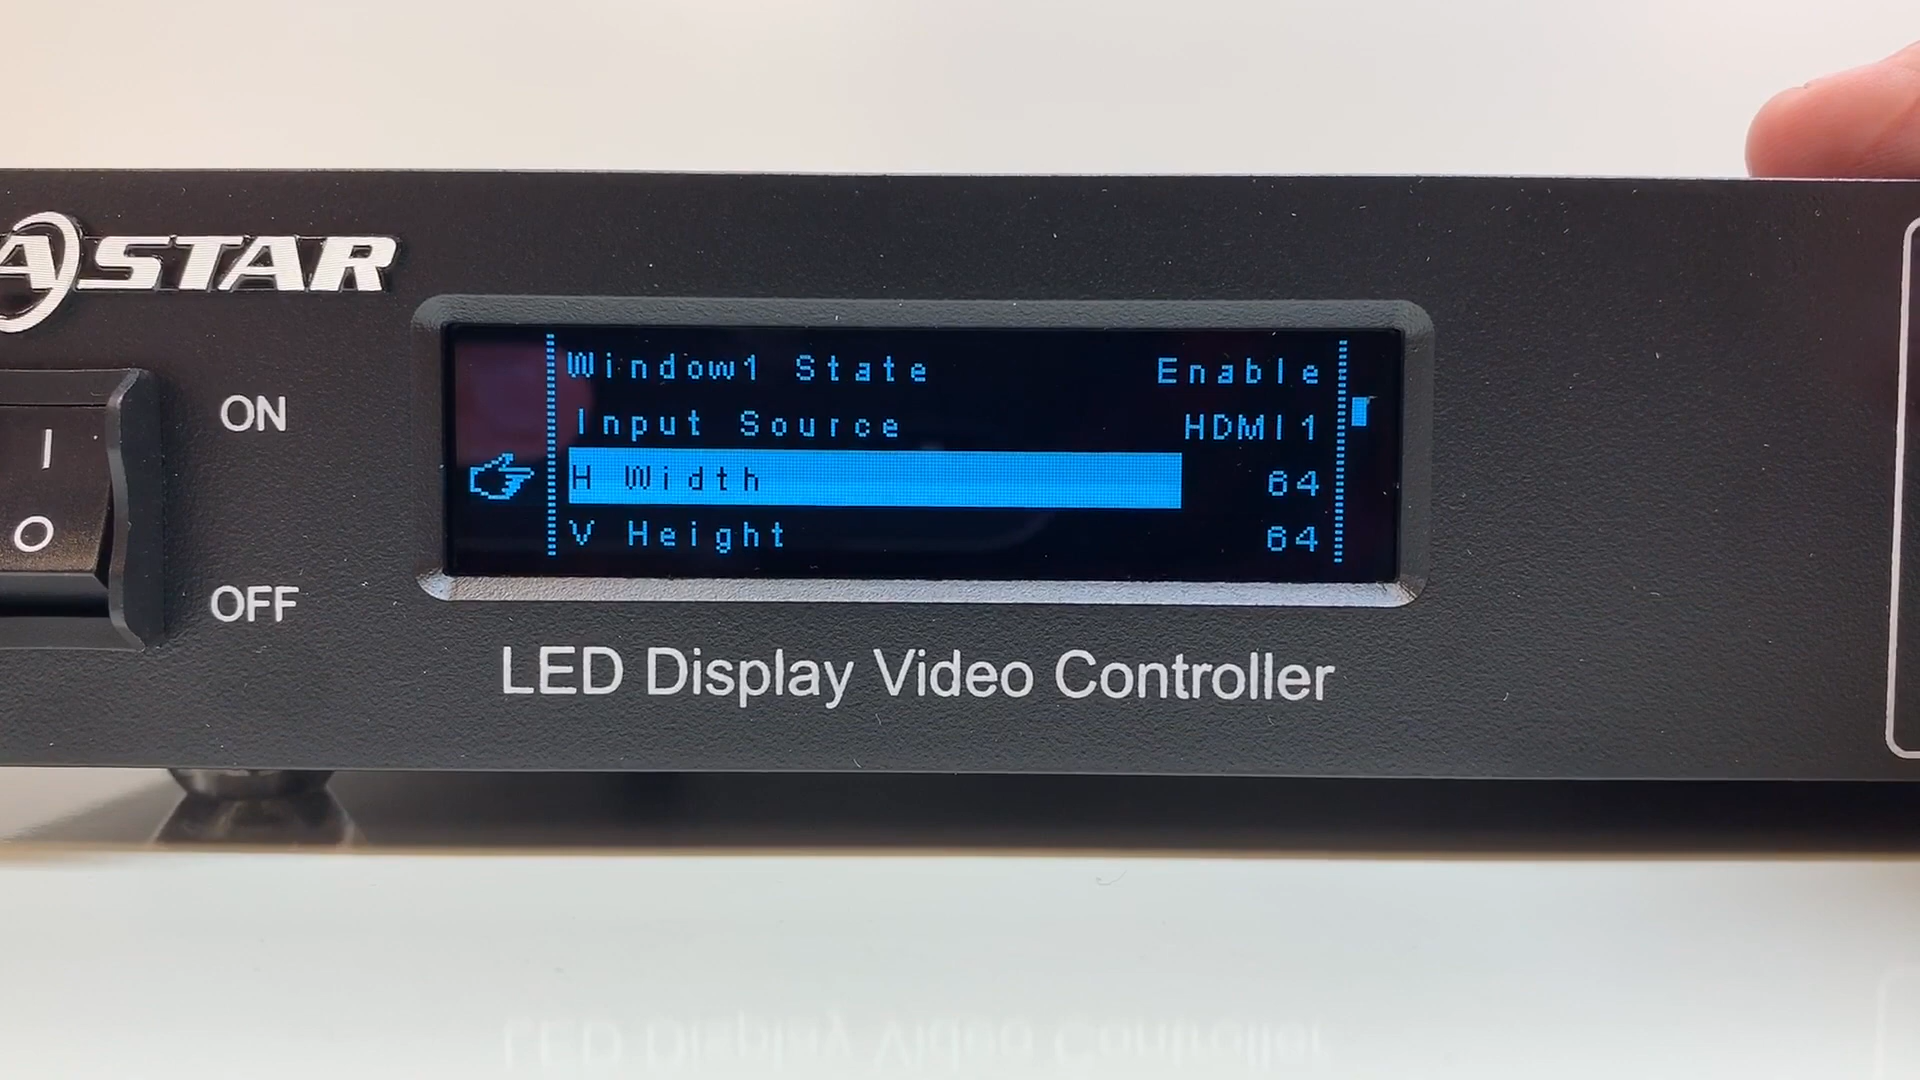 ASTAR
ON
OFF
I
O
Window1 State Enable
Input Source HDMI1
H Width 64
V Height 64
LED Display Video Controller